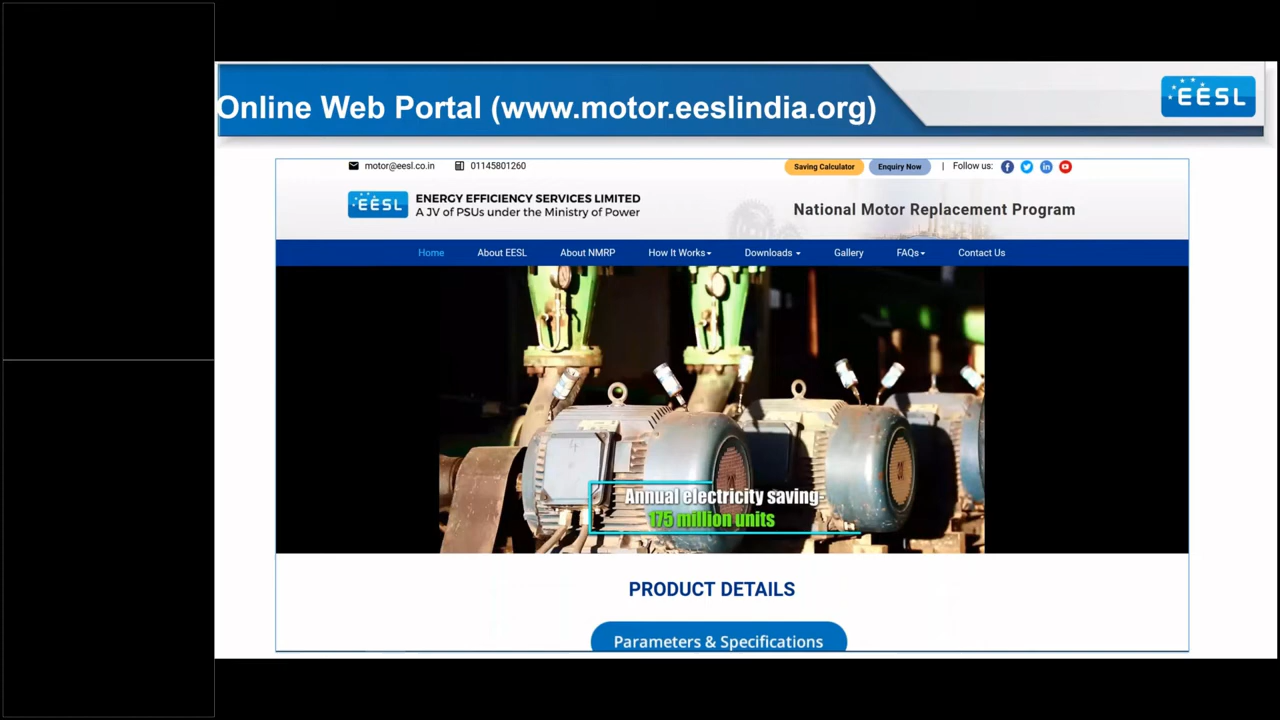 Online Web Portal (www.motor.eeslindia.org)
EESL
motor@eesl.co.in 01145801260 Saving Calculator Enquiry Now | Follow us:
EESL ENERGY EFFICIENCY SERVICES LIMITED
A JV of PSUs under the Ministry of Power
National Motor Replacement Program
Home About EESL About NMRP How It Works Downloads Gallery FAQs Contact Us
Annual electricity saving-
175 million units
PRODUCT DETAILS
Parameters & Specifications